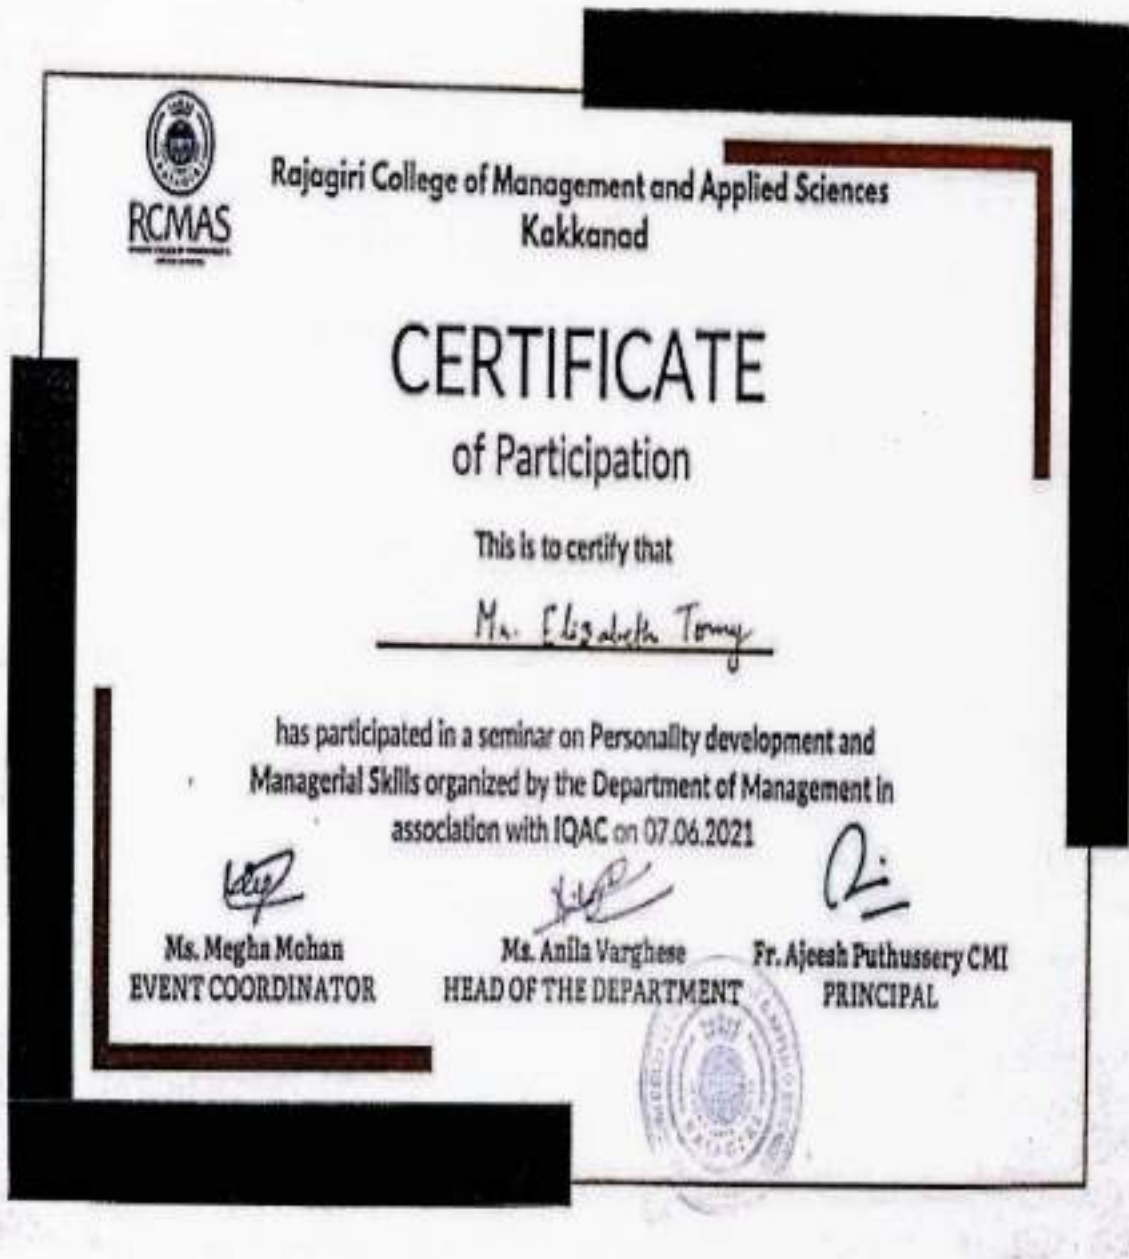 RCMAS
Rajagiri College of Management and Applied Sciences
Kakkanad
CERTIFICATE
of Participation
This is to certify that
Elizabeth Tomy
has participated in a seminar on Personality development and
Managerial Skills organized by the Department of Management in
association with IQAC on 07.06.2021
Ms. Megha Mohan
EVENT COORDINATOR
Ms. Anila Varghese
HEAD OF THE DEPARTMENT
Fr. Ajeesh Puthussery CMI
PRINCIPAL